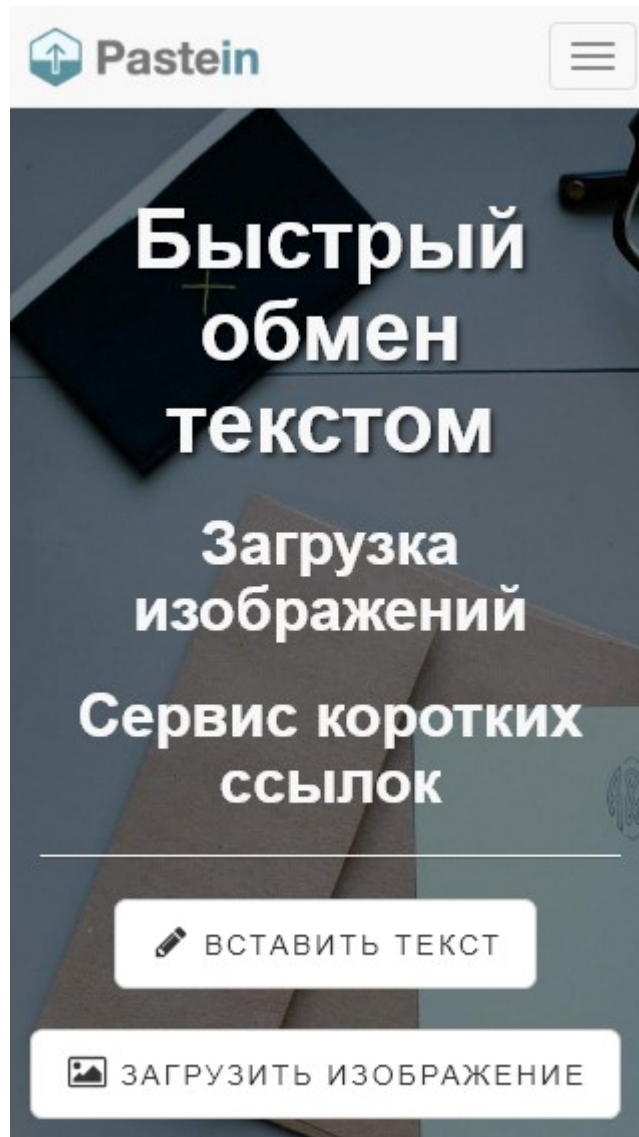 Pastein
Быстрый
обмен
текстом
Загрузка
изображений
Сервис коротких
ссылок
ВСТАВИТЬ ТЕКСТ
ЗАГРУЗИТЬ ИЗОБРАЖЕНИЕ